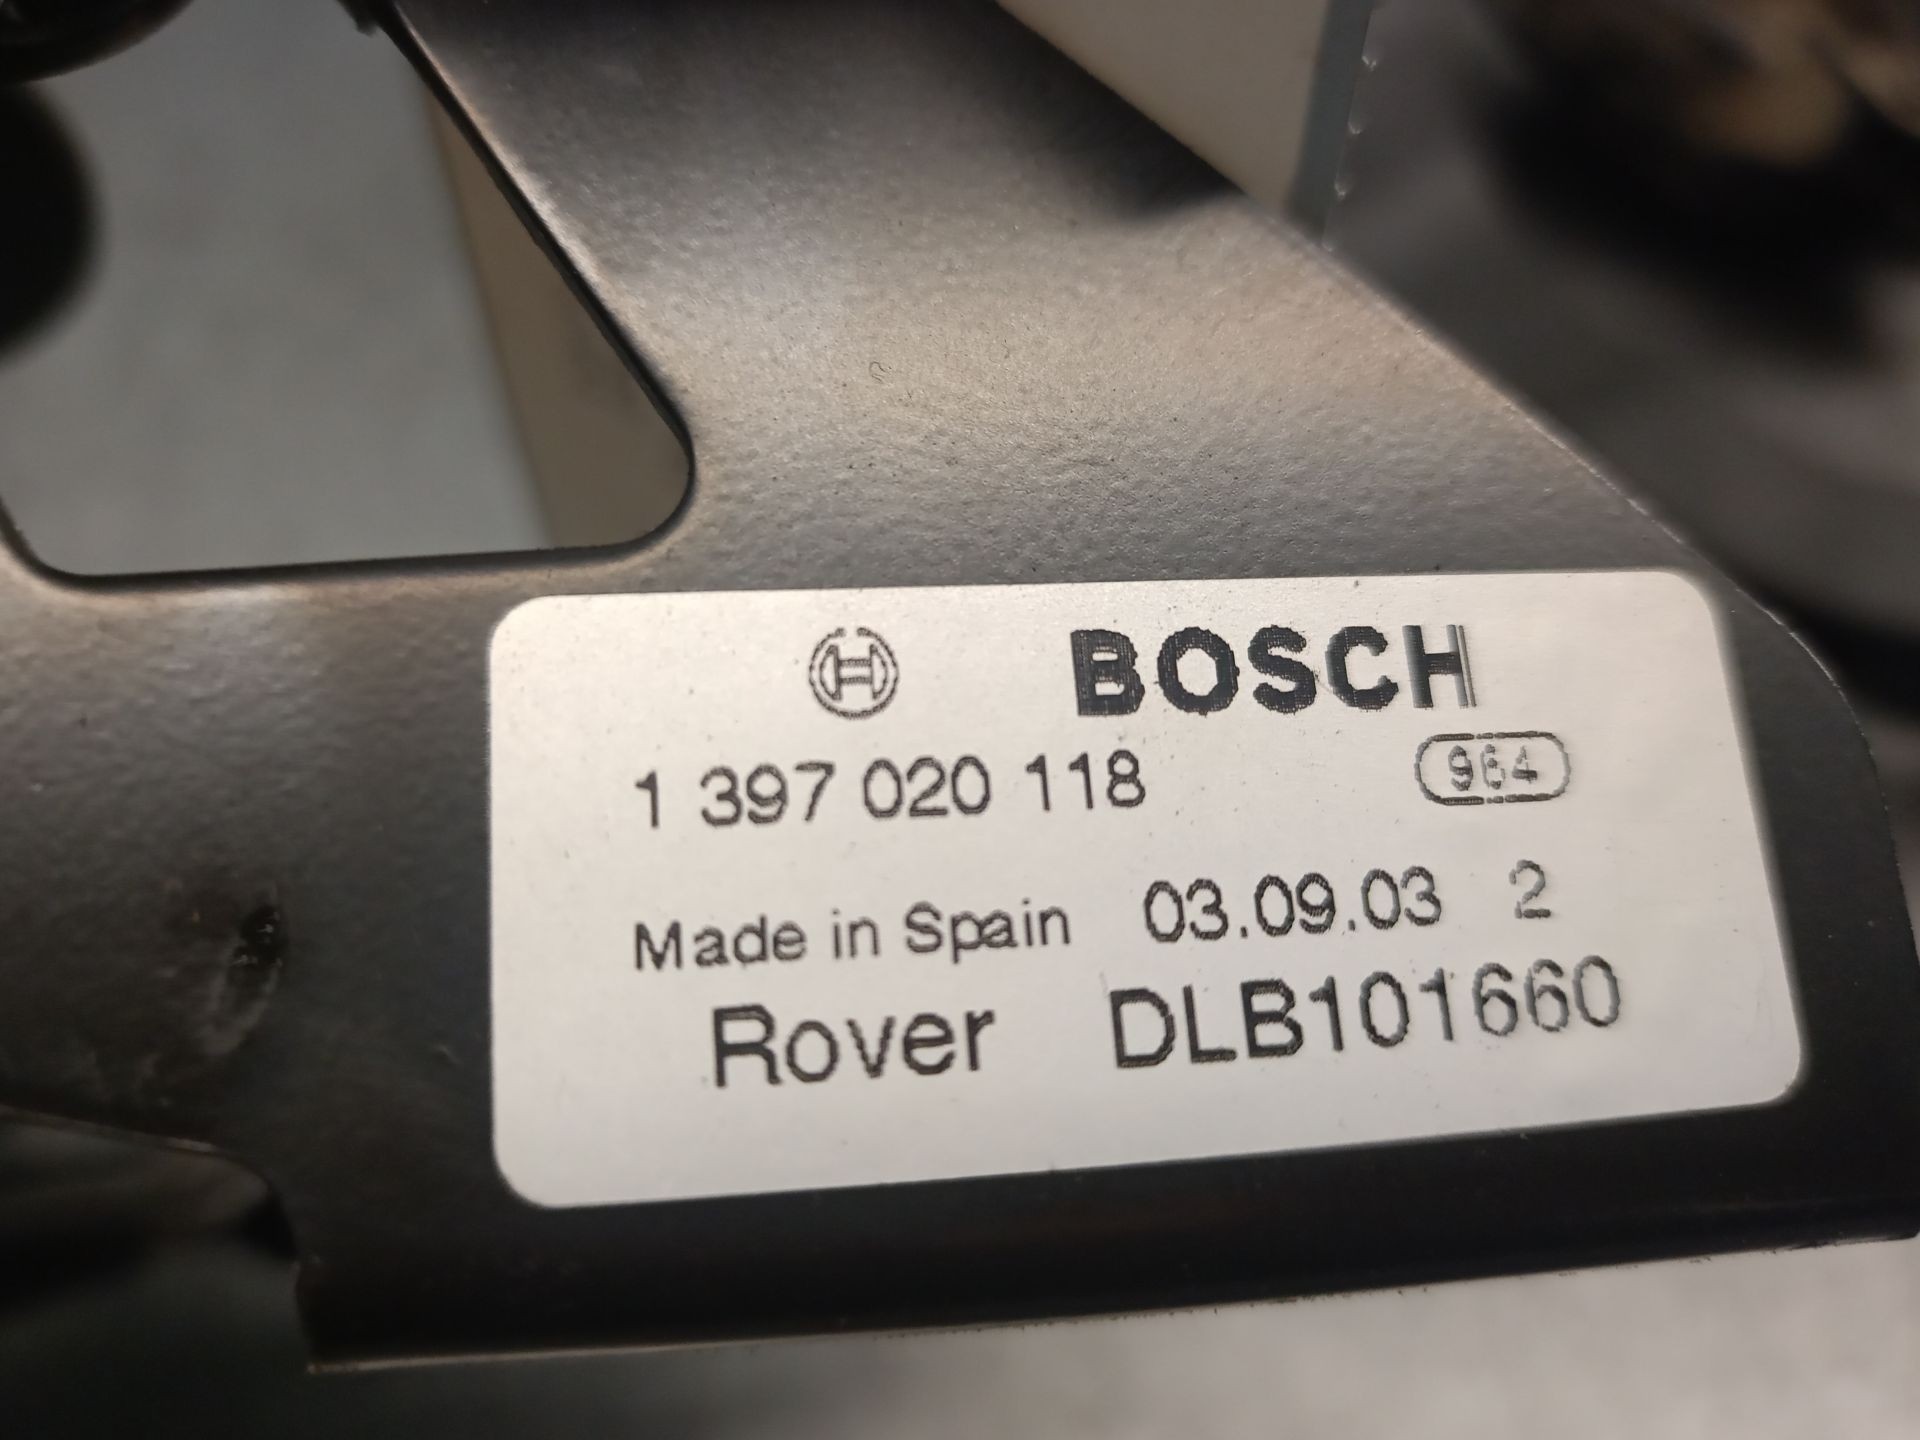 BOSCH
1 397 020 118 964
Made in Spain 03.09.03 2
Rover DLB101660